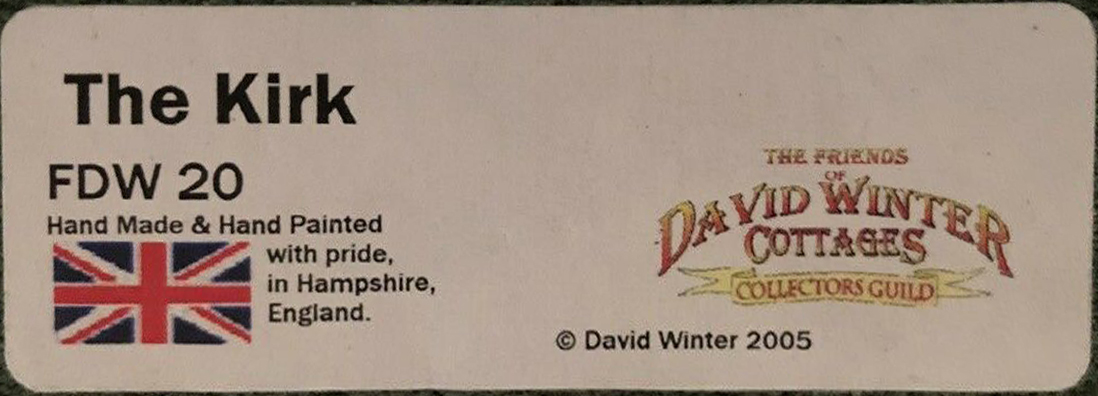 The Kirk
FDW 20
Hand Made & Hand Painted
with pride,
in Hampshire,
England.
THE FRIENDS
OF
DAVID WINTER
COTTAGES
COLLECTORS GUILD
© David Winter 2005